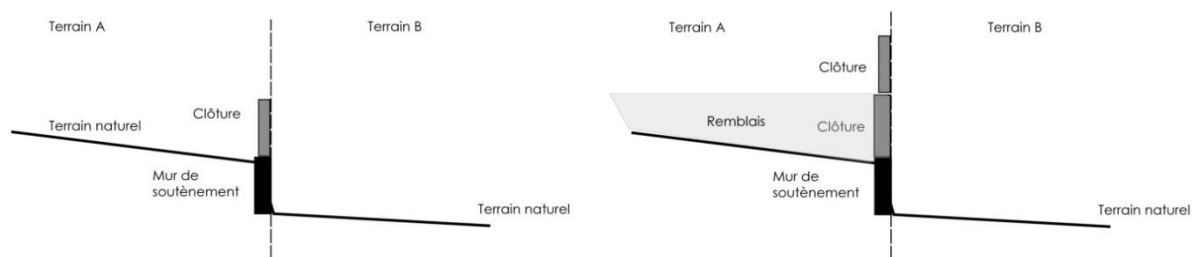 Terrain A
Terrain B
Clôture
Terrain naturel
Mur de
soutènement
Terrain naturel
Terrain A
Terrain B
Clôture
Remblais
Clôture
Mur de
soutènement
Terrain naturel